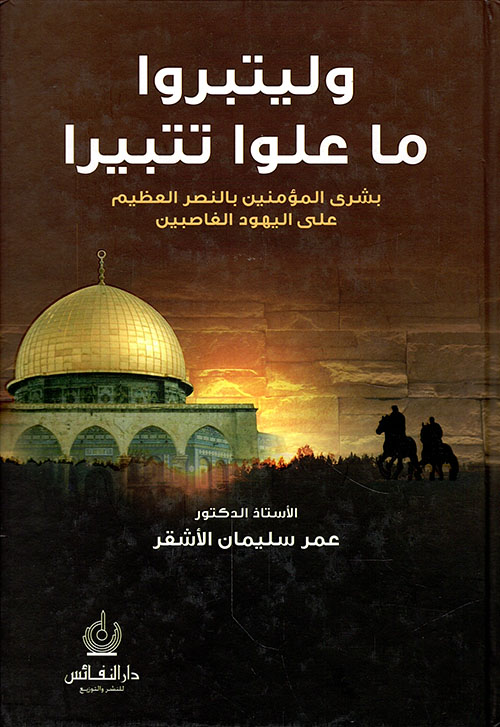 وليتبروا
ما علوا تتبيرا
بشرى المؤمنين بالنصر العظيم
على اليهود الغاصبين
الأستاذ الدكتور
عمر سليمان الأشقر
دار النفائس
للنشر والتوزيع